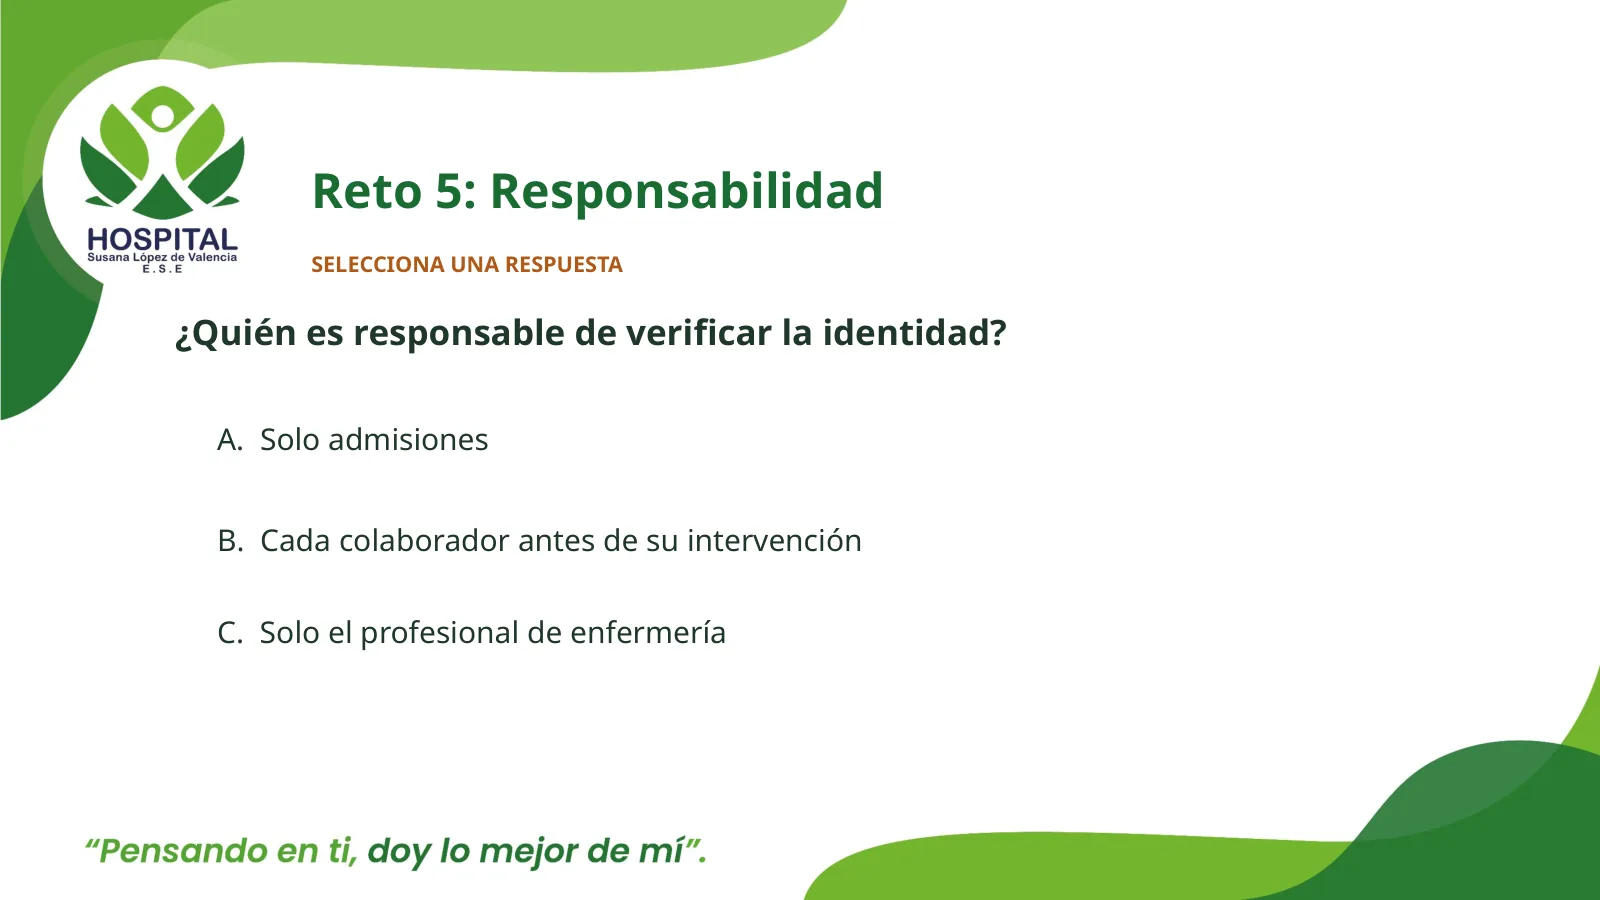 HOSPITAL
Susana López de Valencia
E.S.E
Reto 5: Responsabilidad
SELECCIONA UNA RESPUESTA
¿Quién es responsable de verificar la identidad?
A. Solo admisiones
B. Cada colaborador antes de su intervención
C. Solo el profesional de enfermería
“Pensando en ti, doy lo mejor de mí”.